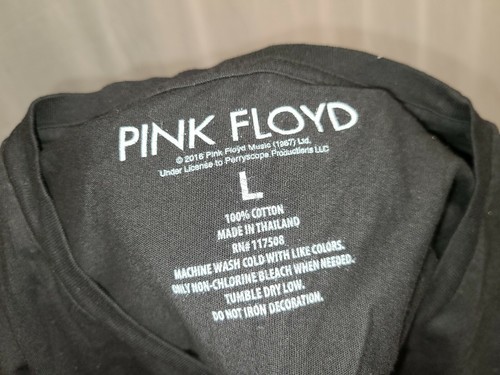 PINK FLOYD
© 2016 Pink Floyd Music (1987) Ltd.
Under License to Perryscope Productions LLC
L
100% COTTON
MADE IN THAILAND
RN# 117508
MACHINE WASH COLD WITH LIKE COLORS.
ONLY NON-CHLORINE BLEACH WHEN NEEDED.
TUMBLE DRY LOW.
DO NOT IRON DECORATION.